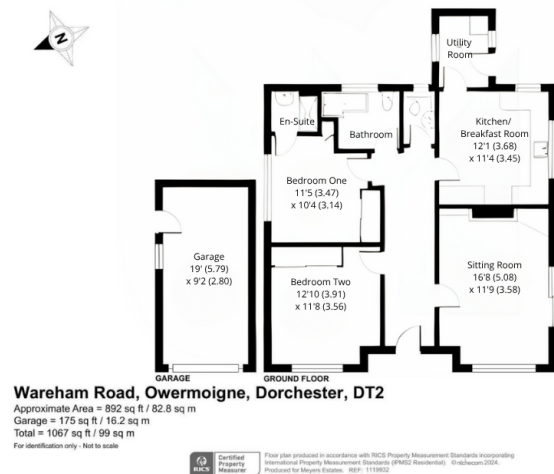 N
Utility
Room
En-Suite
Bathroom
Kitchen/
Breakfast Room
12'1 (3.68)
x 11'4 (3.45)
Bedroom One
11'5 (3.47)
x 10'4 (3.14)
Garage
19' (5.79)
x 9'2 (2.80)
Bedroom Two
12'10 (3.91)
x 11'8 (3.56)
Sitting Room
16'8 (5.08)
x 11'9 (3.58)
GARAGE
GROUND FLOOR
Wareham Road, Owermoigne, Dorchester, DT2
Approximate Area = 892 sq ft / 82.8 sq m
Garage = 175 sq ft / 16.2 sq m
Total = 1067 sq ft / 99 sq m
For identification only - Not to scale
RICS
Certified
Property
Measurer
Floor plan produced in accordance with RICS Property Measurement Standards incorporating
International Property Measurement Standards (IPMS2 Residential). ©nichecom 2024.
Produced for Meyers Estates. REF: 1119932